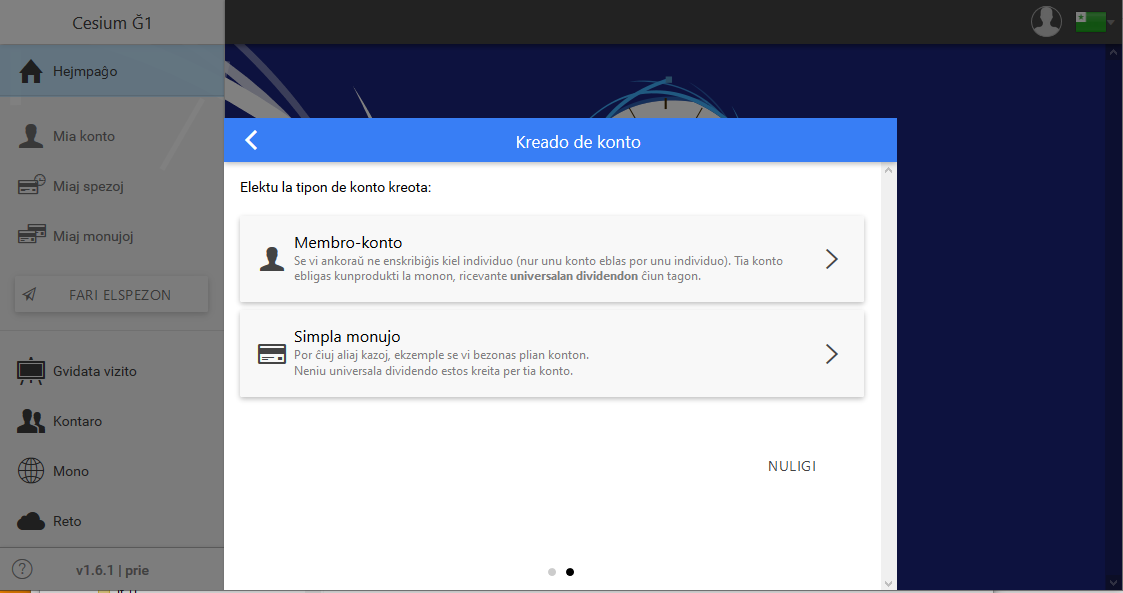 Cesium Ğ1
Hejmpaĝo
Mia konto
Miaj spezoj
Miaj monujoj
FARI ELSPEZON
Gvidata vizito
Kontaro
Mono
Reto
v1.6.1 | prie
Kreado de konto
Elektu la tipon de konto kreota:
Membro-konto
Se vi ankoraŭ ne enskribiĝis kiel individuo (nur unu konto eblas por unu individuo). Tia konto
ebligas kunprodukti la monon, ricevante universalan dividendon ĉiun tagon.
Simpla monujo
Por ĉiuj aliaj kazoj, ekzemple se vi bezonas plian konton.
Neniu universala dividendo estos kreita per tia konto.
NULIGI